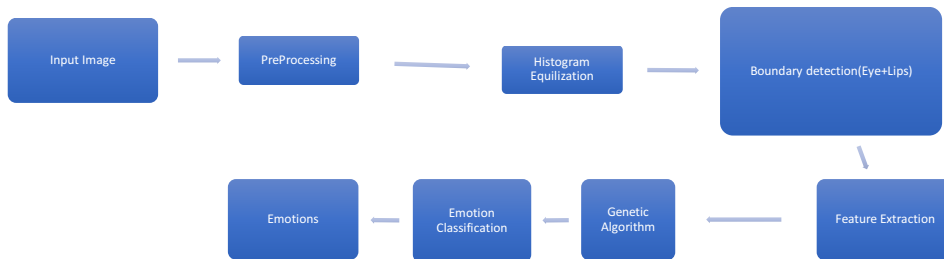 Input Image
PreProcessing
Histogram
Equilization
Boundary detection(Eye+Lips)
Feature Extraction
Genetic
Algorithm
Emotion
Classification
Emotions